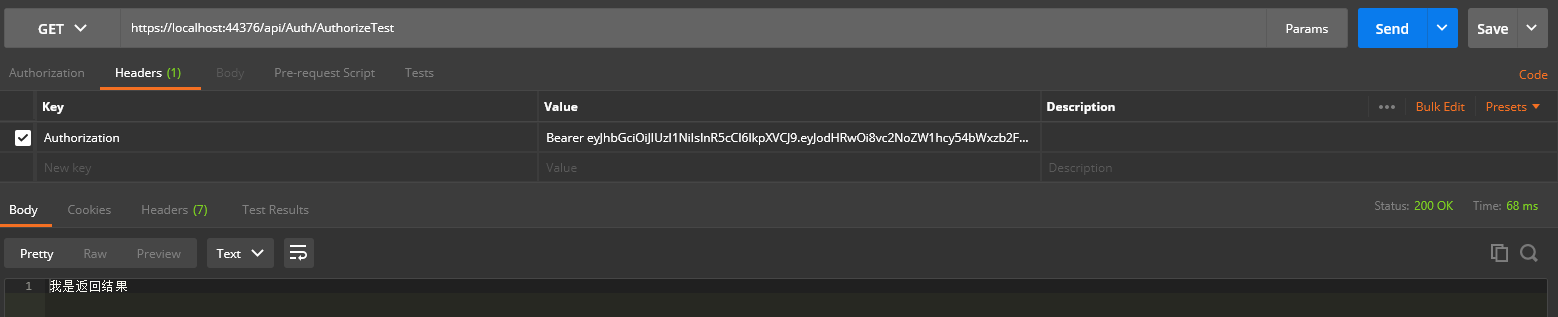 GET https://localhost:44376/api/Auth/AuthorizeTest Params Send Save
Authorization Headers (1) Body Pre-request Script Tests Code
Key Value Description ••• Bulk Edit Presets
Authorization Bearer eyJhbGciOiJIUzI1NiIsInR5cCI6IkpXVCJ9.eyJodHRwOi8vc2NoZW1hcy54bWxzb2F...
New key Value Description
Body Cookies Headers (7) Test Results Status: 200 OK Time: 68 ms
Pretty Raw Preview Text
1 我是返回结果